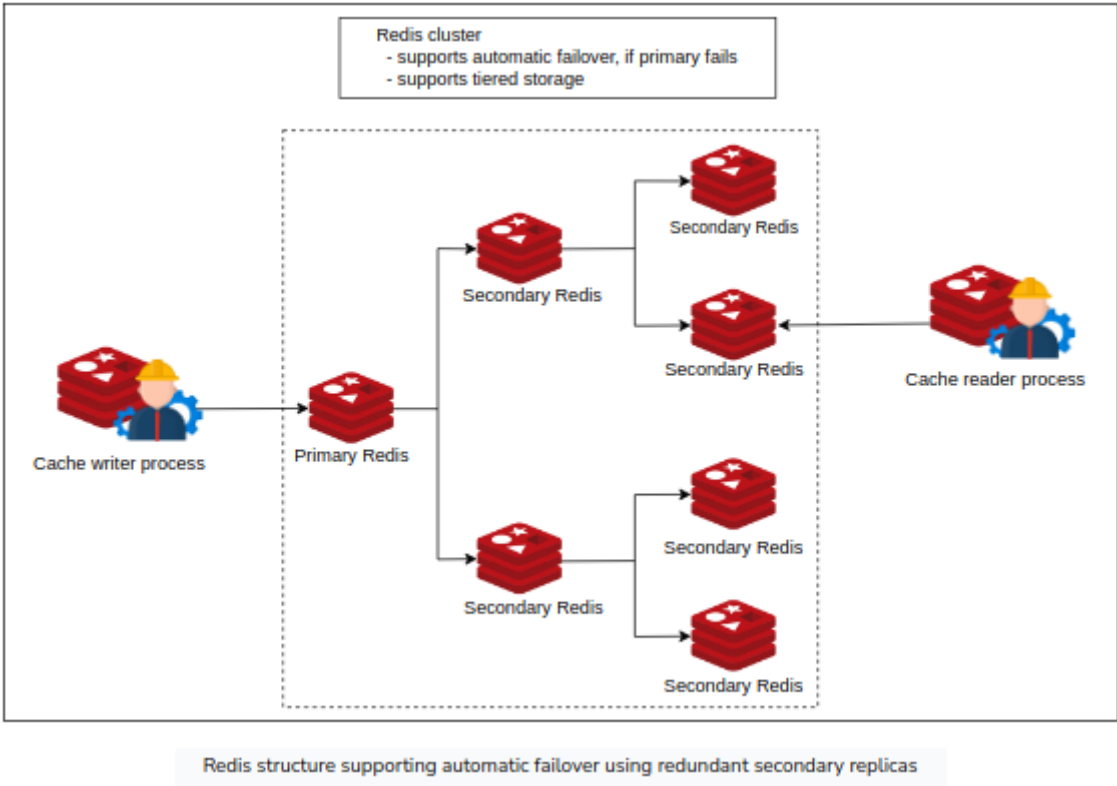 Redis cluster
- supports automatic failover, if primary fails
- supports tiered storage
Secondary Redis
Secondary Redis
Secondary Redis
Cache reader process
Primary Redis
Cache writer process
Secondary Redis
Secondary Redis
Secondary Redis
Redis structure supporting automatic failover using redundant secondary replicas